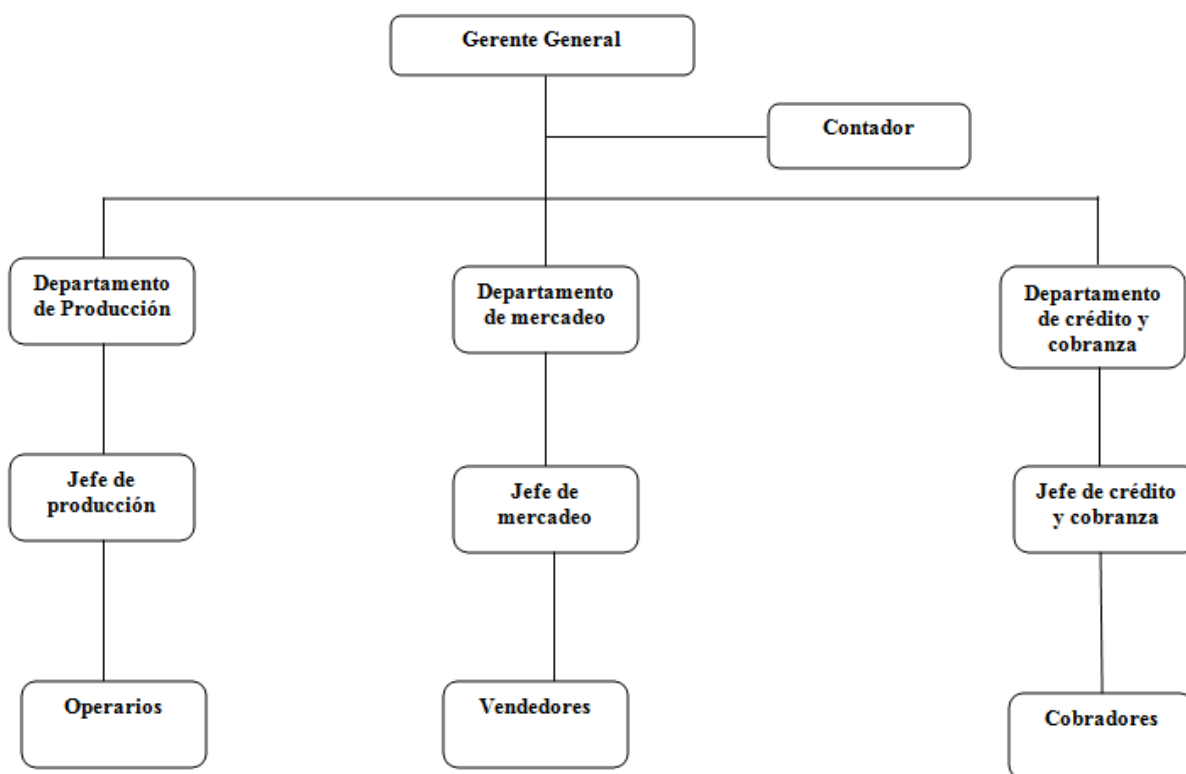 Gerente General
Contador
Departamento
de Producción
Departamento
de mercadeo
Departamento
de crédito y
cobranza
Jefe de
producción
Jefe de
mercadeo
Jefe de crédito
y cobranza
Operarios
Vendedores
Cobradores